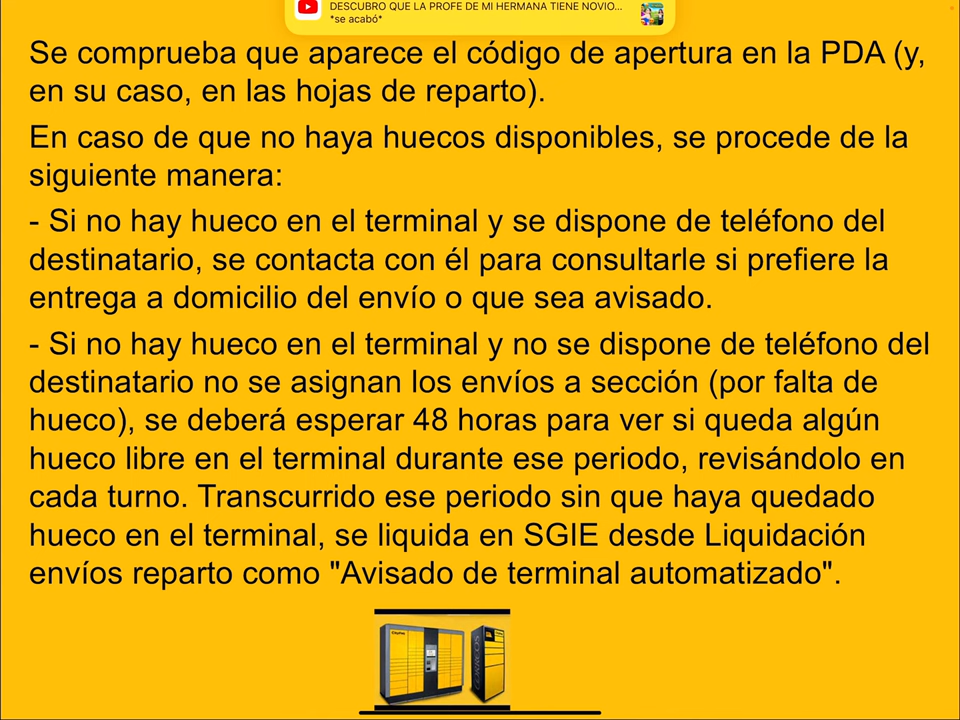 DESCUBRO QUE LA PROFE DE MI HERMANA TIENE NOVIO...
*se acabó*
Se comprueba que aparece el código de apertura en la PDA (y,
en su caso, en las hojas de reparto).
En caso de que no haya huecos disponibles, se procede de la
siguiente manera:
- Si no hay hueco en el terminal y se dispone de teléfono del
destinatario, se contacta con él para consultarle si prefiere la
entrega a domicilio del envío o que sea avisado.
- Si no hay hueco en el terminal y no se dispone de teléfono del
destinatario no se asignan los envíos a sección (por falta de
hueco), se deberá esperar 48 horas para ver si queda algún
hueco libre en el terminal durante ese periodo, revisándolo en
cada turno. Transcurrido ese periodo sin que haya quedado
hueco en el terminal, se liquida en SGIE desde Liquidación
envíos reparto como "Avisado de terminal automatizado".
CORREOS